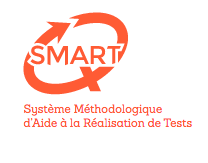 SMART
Système Méthodologique
d'Aide à la Réalisation de Tests